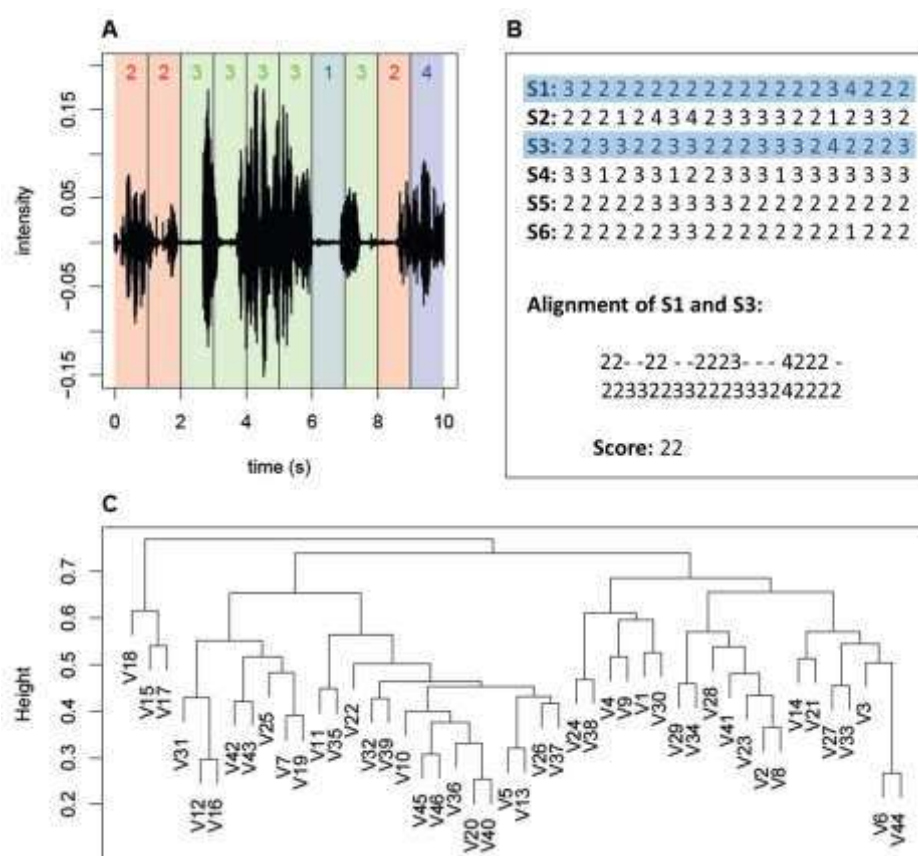 A
2 2 3 3 3 3 1 3 2 4
0.15
0.05
−0.05
−0.15
intensity
0 2 4 6 8 10
time (s)
B
S1: 3 2 2 2 2 2 2 2 2 2 2 2 2 2 2 3 4 2 2 2
S2: 2 2 2 1 2 4 3 4 2 3 3 3 3 2 2 1 2 3 3 2
S3: 2 2 3 3 2 2 3 3 2 2 2 3 3 3 2 4 2 2 2 3
S4: 3 3 1 2 3 3 1 2 2 3 3 3 1 3 3 3 3 3 3 3
S5: 2 2 2 2 2 3 3 3 3 3 2 2 2 2 2 2 2 2 2 2
S6: 2 2 2 2 2 2 3 3 2 2 2 2 2 2 2 2 1 2 2 2
Alignment of S1 and S3:
22- -22 - -2223- - - 4222 -
22332233222333242222
Score: 22
C
0.7
0.6
0.5
0.4
0.3
0.2
Height
V18 V15 V17 V31 V12 V16 V42 V43 V25 V7 V19 V11 V35 V22 V32 V39 V10 V45 V46 V36 V20 V40 V5 V13 V26 V37 V24 V38 V4 V9 V1 V30 V29 V34 V28 V41 V23 V2 V8 V14 V21 V27 V33 V3 V6 V44